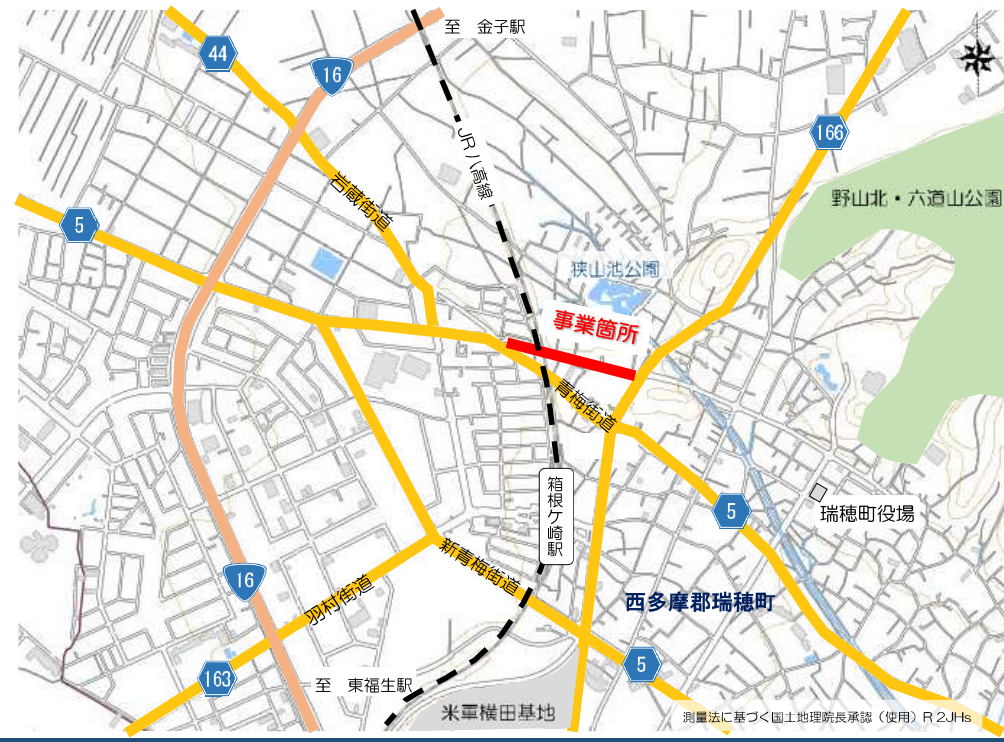 至 金子駅
44
16
166
JR八高線
野山北・六道山公園
岩蔵街道
5
狭山池公園
事業箇所
青梅街道
箱根ケ崎駅
5
瑞穂町役場
新青梅街道
16
羽村街道
西多摩郡瑞穂町
5
163
至 東福生駅
米軍横田基地
測量法に基づく国土地理院長承認（使用）R 2JHs